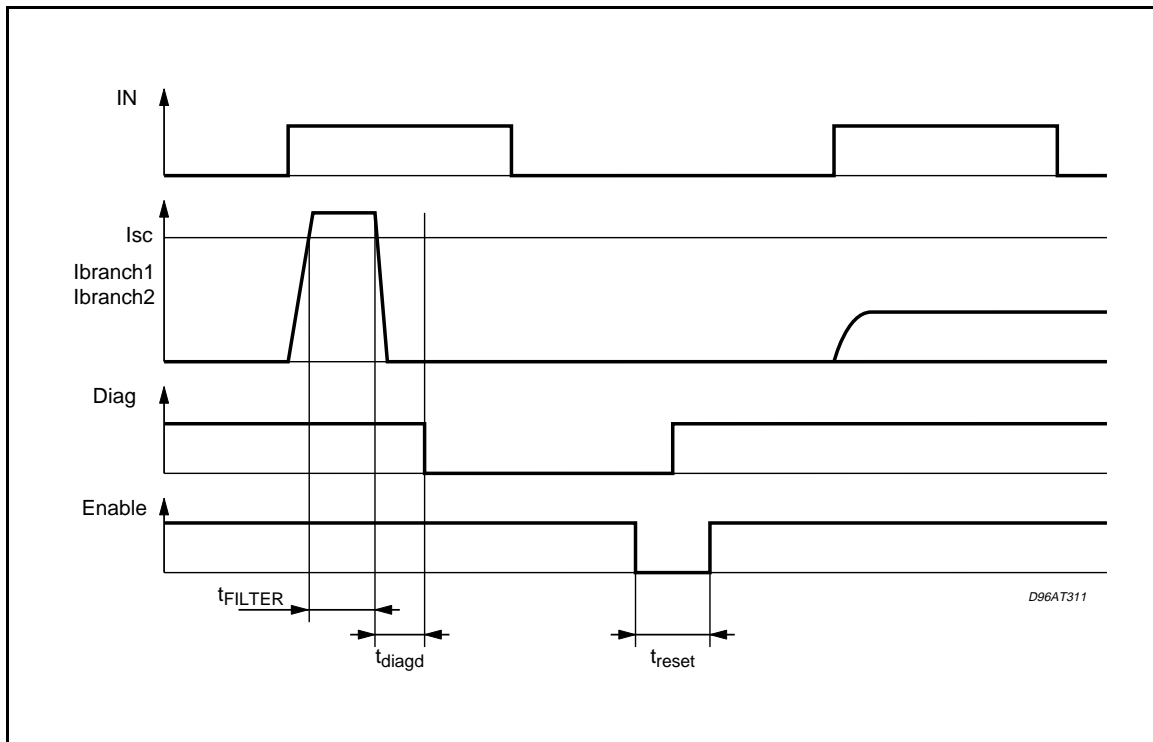 IN
Isc
Ibranch1
Ibranch2
Diag
Enable
tFILTER
D96AT311
tdiagd
treset